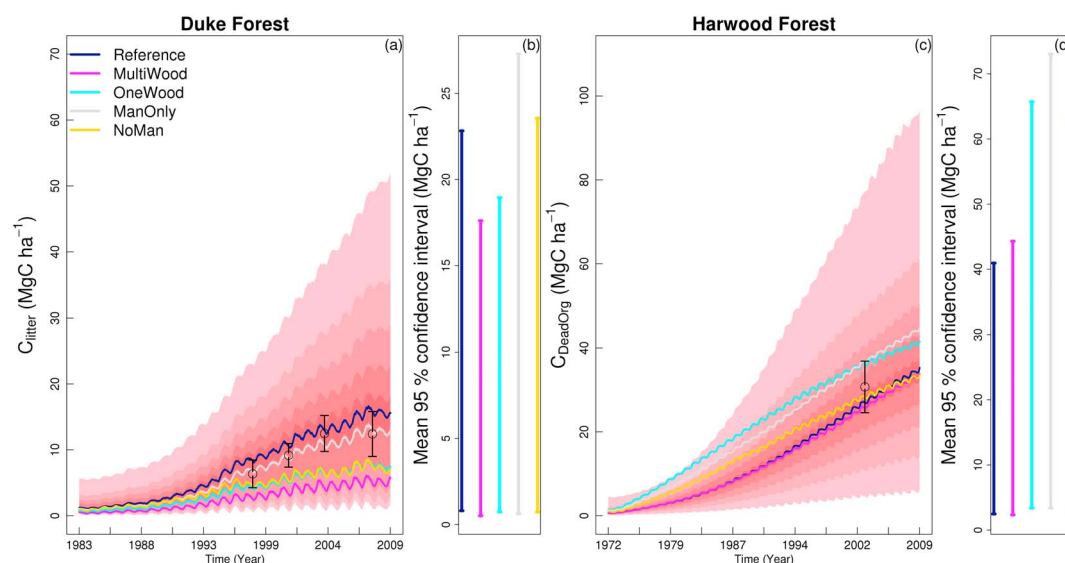 Duke Forest
(a)
Reference
MultiWood
OneWood
ManOnly
NoMan
C_litter (MgC ha⁻¹)
70
60
50
40
30
20
10
0
1983 1988 1993 1999 2004 2009
Time (Year)
(b)
Mean 95 % confidence interval (MgC ha⁻¹)
25
20
15
10
5
0
Harwood Forest
(c)
C_DeadOrg (MgC ha⁻¹)
100
80
60
40
20
0
1972 1979 1987 1994 2002 2009
Time (Year)
(d
Mean 95 % confidence interval (MgC ha⁻¹)
70
60
50
40
30
20
10
0